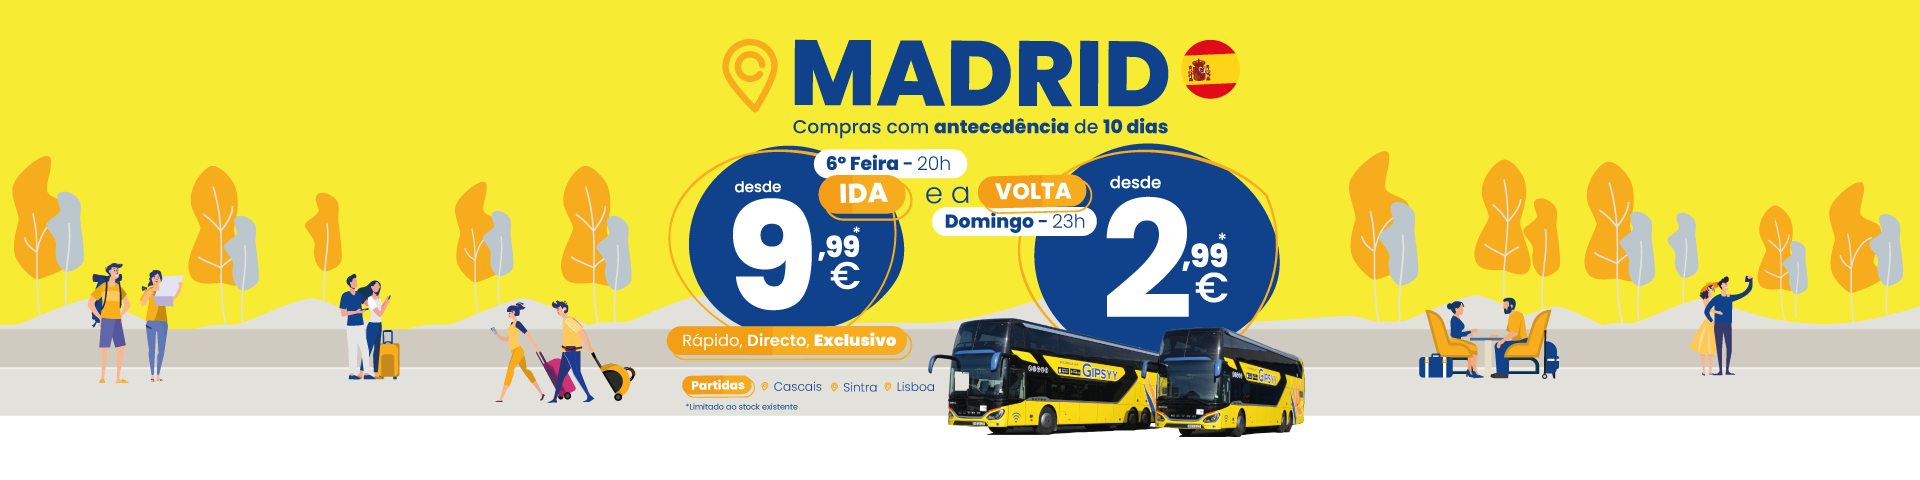 MADRID
Compras com antecedência de 10 dias
6º Feira - 20h
desde
IDA
9,99€*
e a
VOLTA
Domingo - 23h
desde
2,99€*
Rápido, Directo, Exclusivo
Partidas Cascais Sintra Lisboa
*Limitado ao stock existente
GIPSYY
GIPSYY